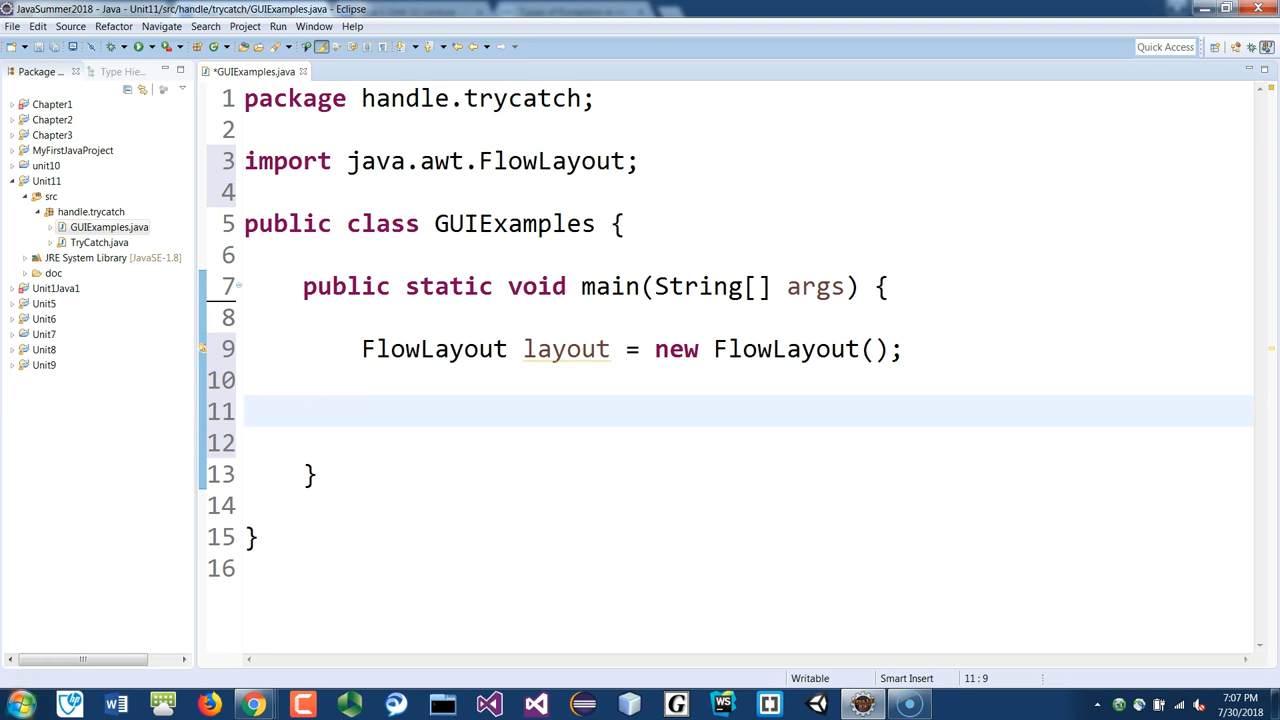 JavaSummer2018 - Java - Unit11/src/handle/trycatch/GUIExamples.java - Eclipse
File Edit Source Refactor Navigate Search Project Run Window Help
Quick Access
Package ... Type Hie...
*GUIExamples.java
Chapter1
Chapter2
Chapter3
MyFirstJavaProject
unit10
Unit11
src
handle.trycatch
GUIExamples.java
TryCatch.java
JRE System Library [JavaSE-1.8]
doc
Unit1Java1
Unit5
Unit6
Unit7
Unit8
Unit9
1 package handle.trycatch;
2
3 import java.awt.FlowLayout;
4
5 public class GUIExamples {
6
7 public static void main(String[] args) {
8
9 FlowLayout layout = new FlowLayout();
10
11
12
13 }
14
15 }
16
Writable Smart Insert 11 : 9
7:07 PM
7/30/2018